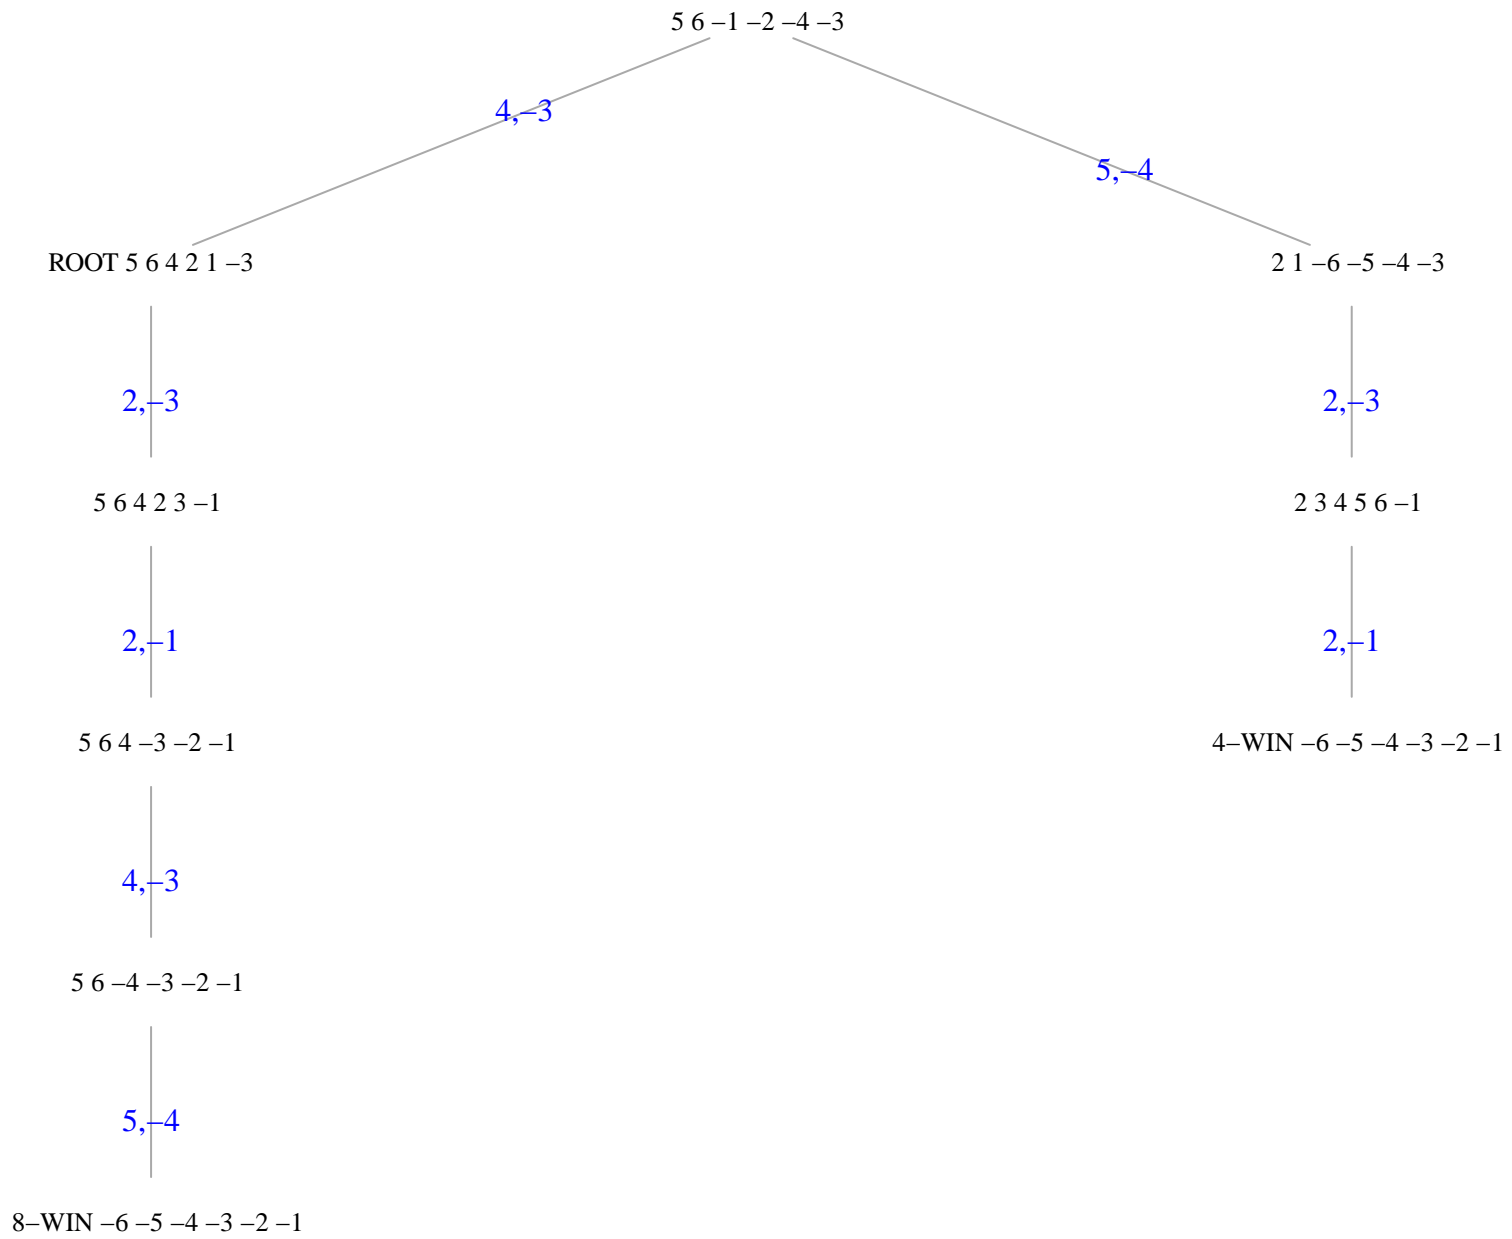 5 6 –1 –2 –4 –3
4,–3
5,–4
ROOT 5 6 4 2 1 –3
2 1 –6 –5 –4 –3
2,–3
2,–3
5 6 4 2 3 –1
2 3 4 5 6 –1
2,–1
2,–1
5 6 4 –3 –2 –1
4–WIN –6 –5 –4 –3 –2 –1
4,–3
5 6 –4 –3 –2 –1
5,–4
8–WIN –6 –5 –4 –3 –2 –1